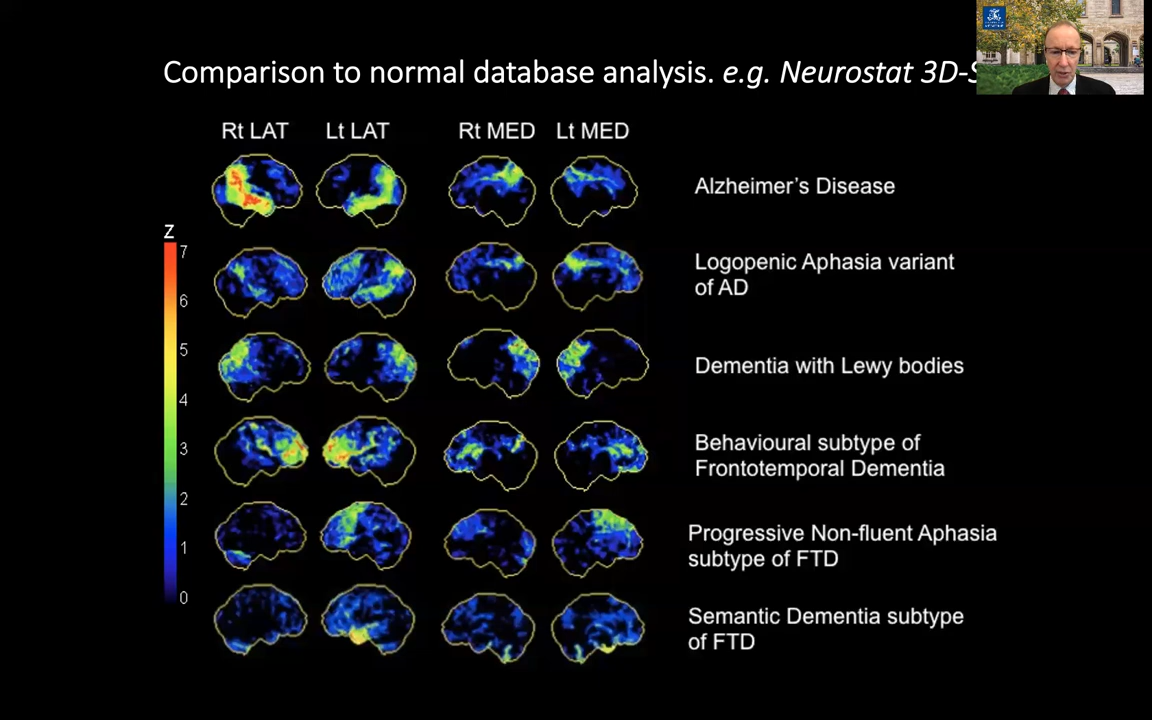 Comparison to normal database analysis. e.g. Neurostat 3D-S
Rt LAT Lt LAT Rt MED Lt MED
Alzheimer's Disease
Z
7
Logopenic Aphasia variant
of AD
6
5
Dementia with Lewy bodies
4
Behavioural subtype of
3
Frontotemporal Dementia
2
Progressive Non-fluent Aphasia
1
subtype of FTD
0
Semantic Dementia subtype
of FTD